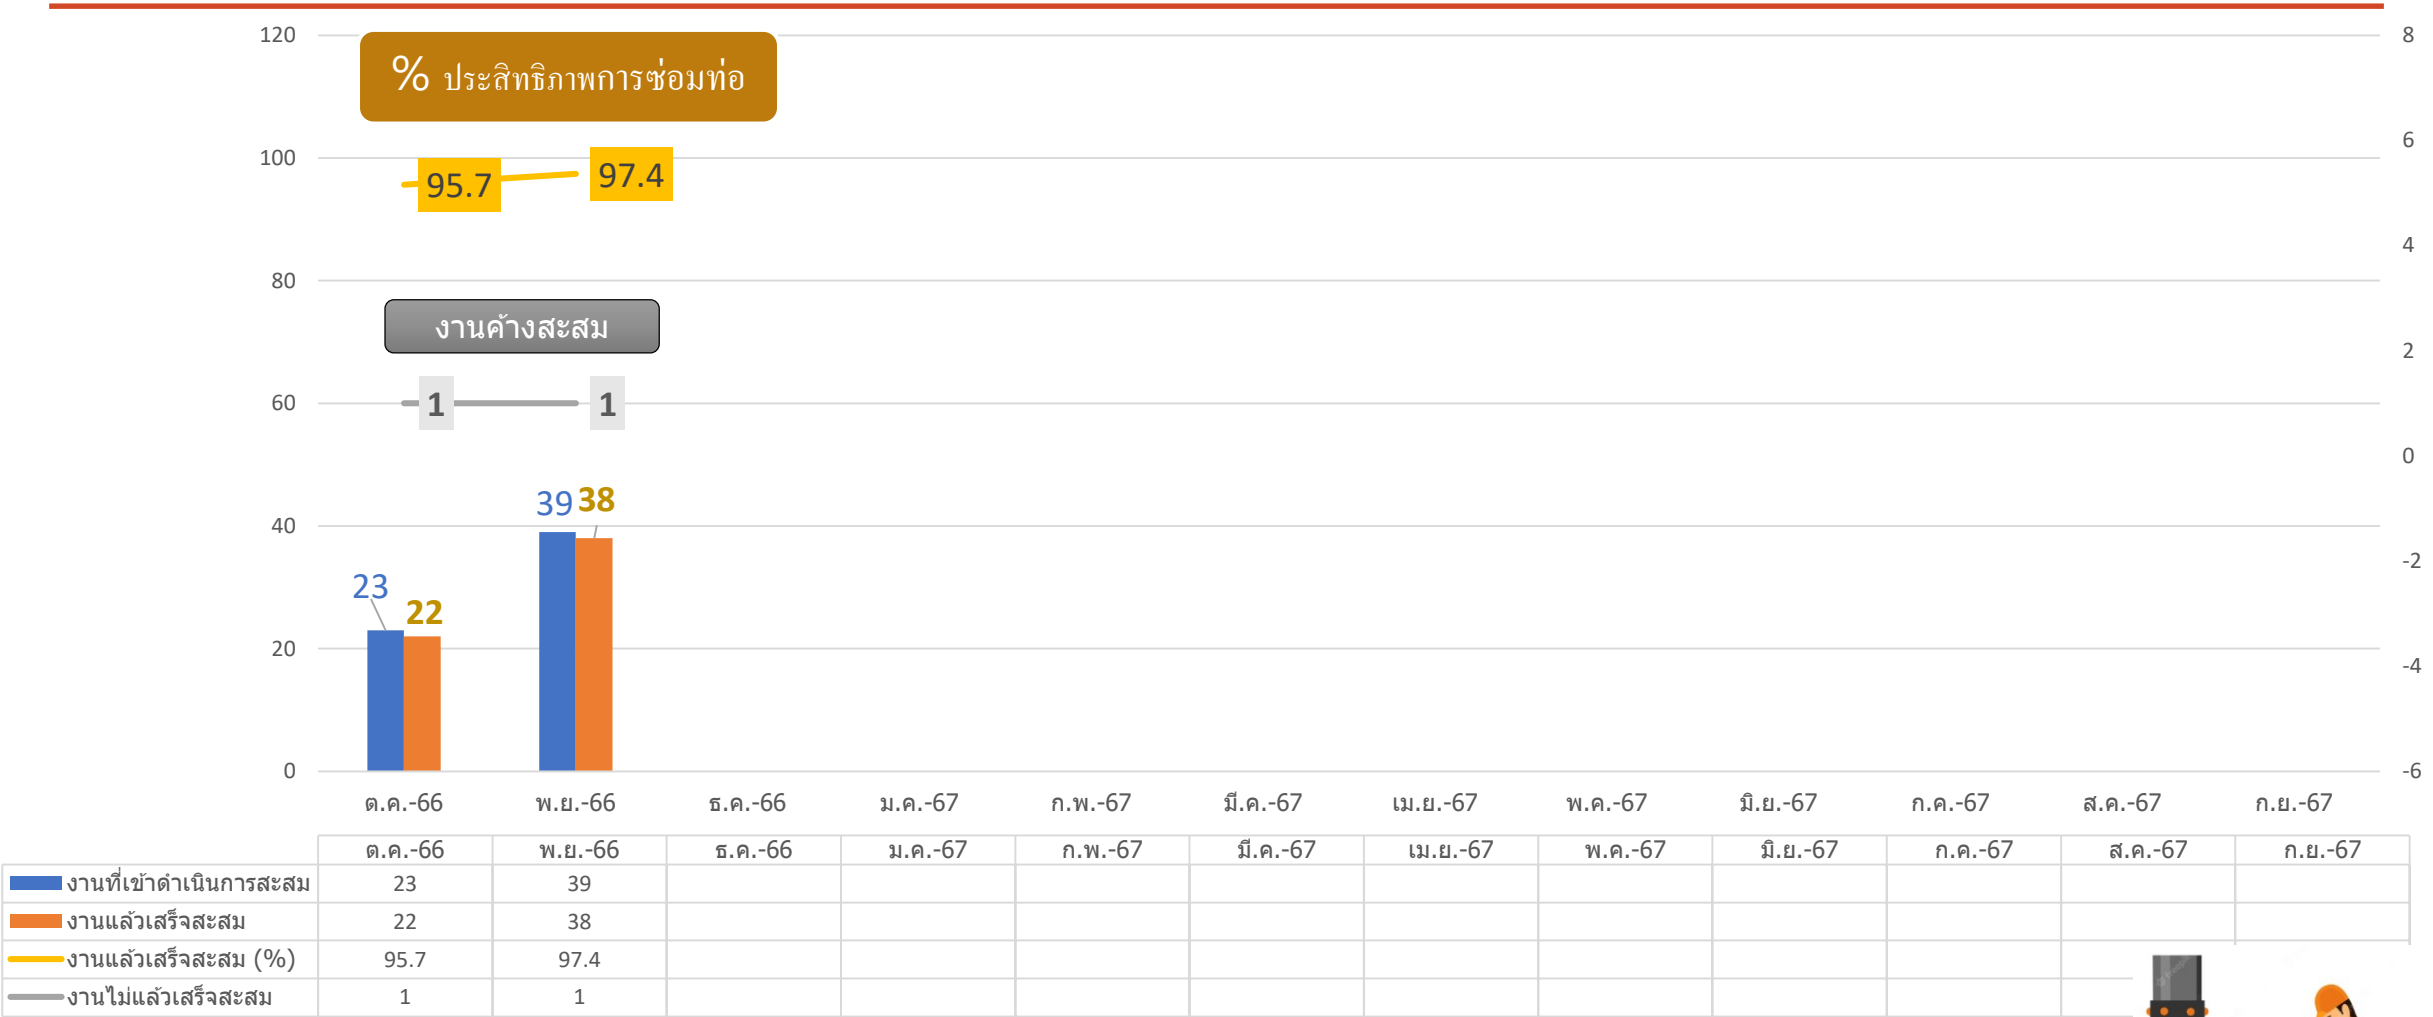 120
8
% ประสิทธิภาพการซ่อมท่อ
100
6
95.7
97.4
4
80
งานค้างสะสม
2
60
1
1
0
39
38
40
-2
23
22
20
-4
0
-6
ต.ค.-66 พ.ย.-66 ธ.ค.-66 ม.ค.-67 ก.พ.-67 มี.ค.-67 เม.ย.-67 พ.ค.-67 มิ.ย.-67 ก.ค.-67 ส.ค.-67 ก.ย.-67
ต.ค.-66 พ.ย.-66 ธ.ค.-66 ม.ค.-67 ก.พ.-67 มี.ค.-67 เม.ย.-67 พ.ค.-67 มิ.ย.-67 ก.ค.-67 ส.ค.-67 ก.ย.-67
งานที่เข้าดำเนินการสะสม 23 39
งานแล้วเสร็จสะสม 22 38
งานแล้วเสร็จสะสม (%) 95.7 97.4
งานไม่แล้วเสร็จสะสม 1 1